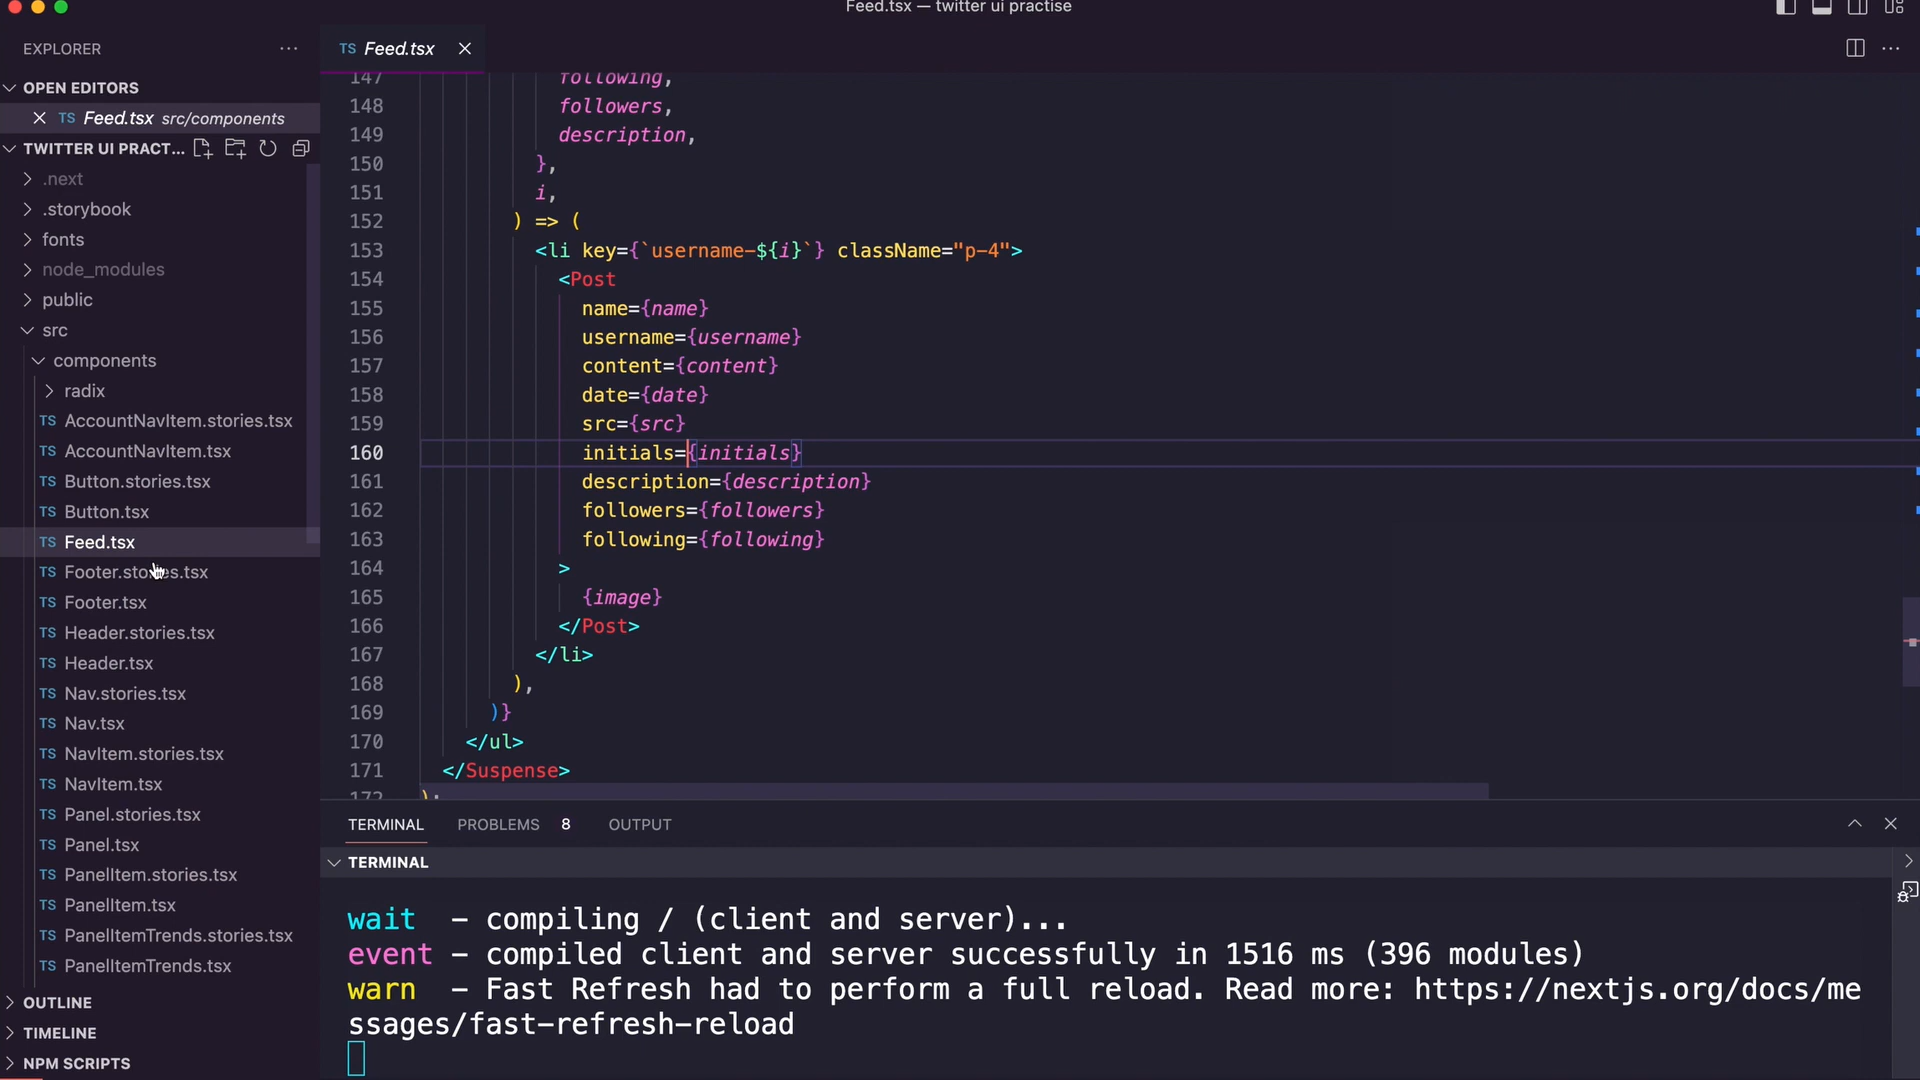 Feed.tsx — twitter ui practise
EXPLORER
OPEN EDITORS
TS Feed.tsx src/components
TWITTER UI PRACT...
.next
.storybook
fonts
node_modules
public
src
components
radix
TS AccountNavItem.stories.tsx
TS AccountNavItem.tsx
TS Button.stories.tsx
TS Button.tsx
TS Feed.tsx
TS Footer.stories.tsx
TS Footer.tsx
TS Header.stories.tsx
TS Header.tsx
TS Nav.stories.tsx
TS Nav.tsx
TS NavItem.stories.tsx
TS NavItem.tsx
TS Panel.stories.tsx
TS Panel.tsx
TS PanelItem.stories.tsx
TS PanelItem.tsx
TS PanelItemTrends.stories.tsx
TS PanelItemTrends.tsx
OUTLINE
TIMELINE
NPM SCRIPTS
TS Feed.tsx
147 following,
148 followers,
149 description,
150 },
151 i,
152 ) => (
153 <li key={`username-${i}`} className="p-4">
154 <Post
155 name={name}
156 username={username}
157 content={content}
158 date={date}
159 src={src}
160 initials={initials}
161 description={description}
162 followers={followers}
163 following={following}
164 >
165 {image}
166 </Post>
167 </li>
168 ),
169 )}
170 </ul>
171 </Suspense>
172 );
TERMINAL PROBLEMS 8 OUTPUT
TERMINAL
wait - compiling / (client and server)...
event - compiled client and server successfully in 1516 ms (396 modules)
warn - Fast Refresh had to perform a full reload. Read more: https://nextjs.org/docs/me
ssages/fast-refresh-reload